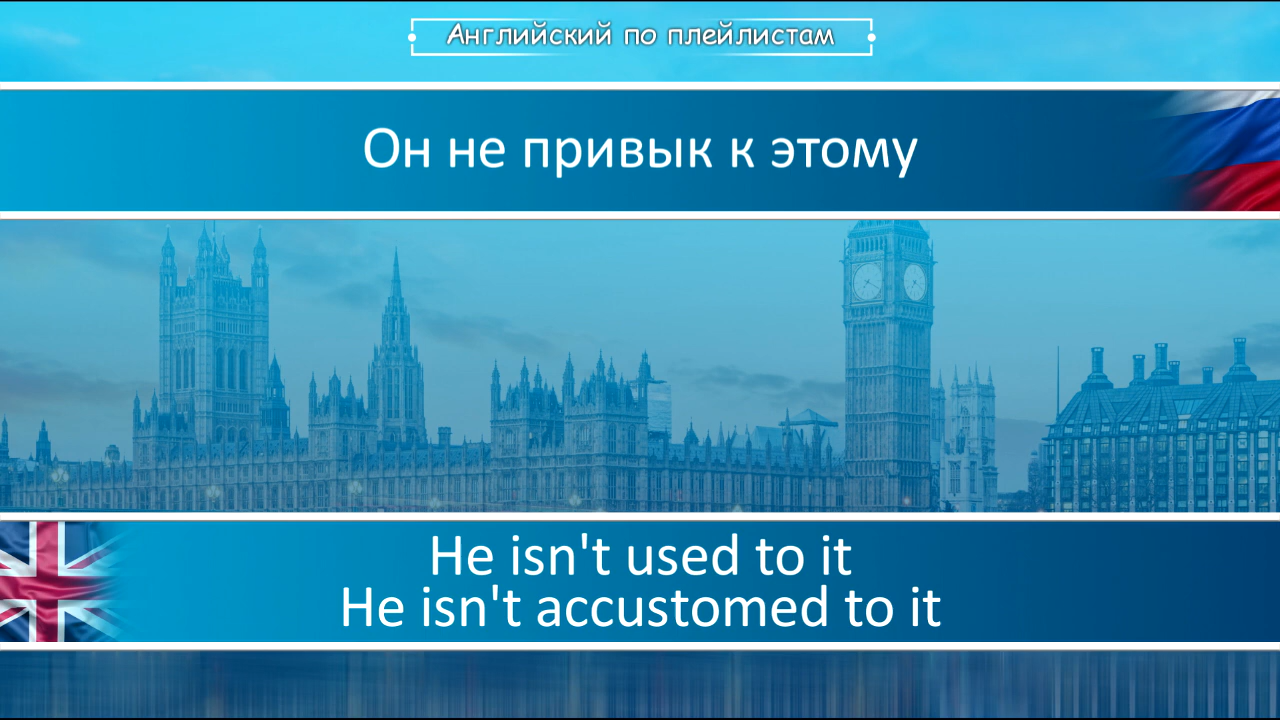 Английский по плейлистам
Он не привык к этому
He isn't used to it
He isn't accustomed to it